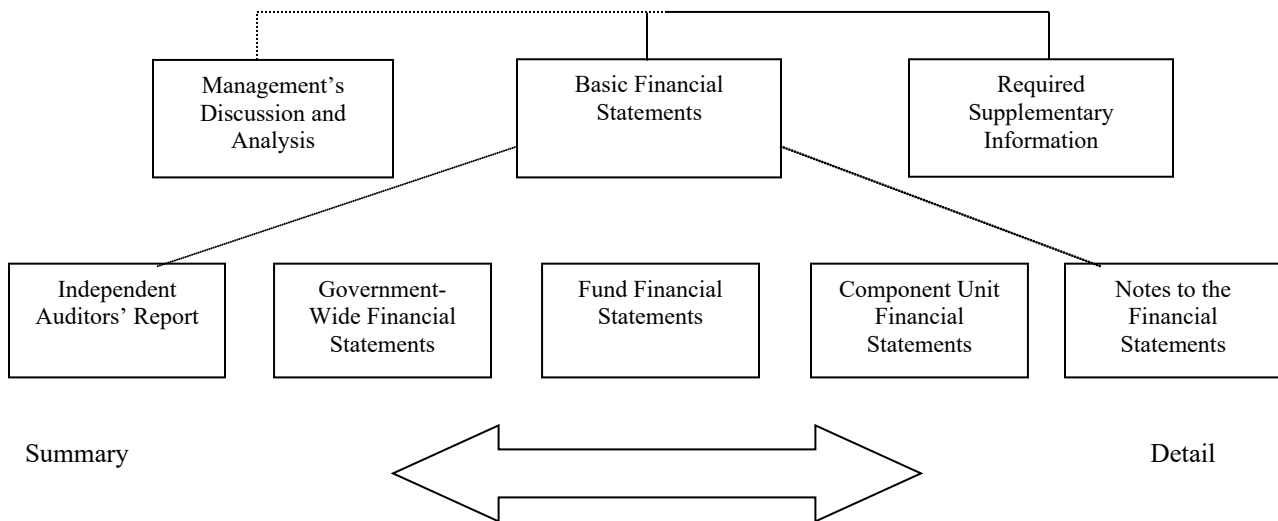 Management’s
Discussion and
Analysis
Basic Financial
Statements
Required
Supplementary
Information
Independent
Auditors’ Report
Government-
Wide Financial
Statements
Fund Financial
Statements
Component Unit
Financial
Statements
Notes to the
Financial
Statements
Summary
Detail